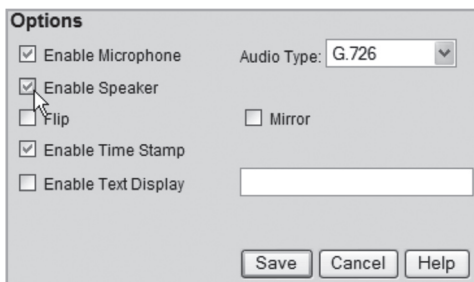 Options
Enable Microphone Audio Type: G.726
Enable Speaker
Flip Mirror
Enable Time Stamp
Enable Text Display
Save Cancel Help